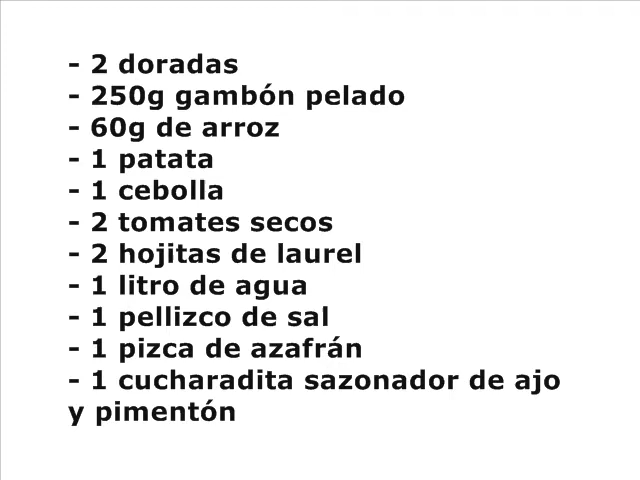 - 2 doradas
- 250g gambón pelado
- 60g de arroz
- 1 patata
- 1 cebolla
- 2 tomates secos
- 2 hojitas de laurel
- 1 litro de agua
- 1 pellizco de sal
- 1 pizca de azafrán
- 1 cucharadita sazonador de ajo
y pimentón